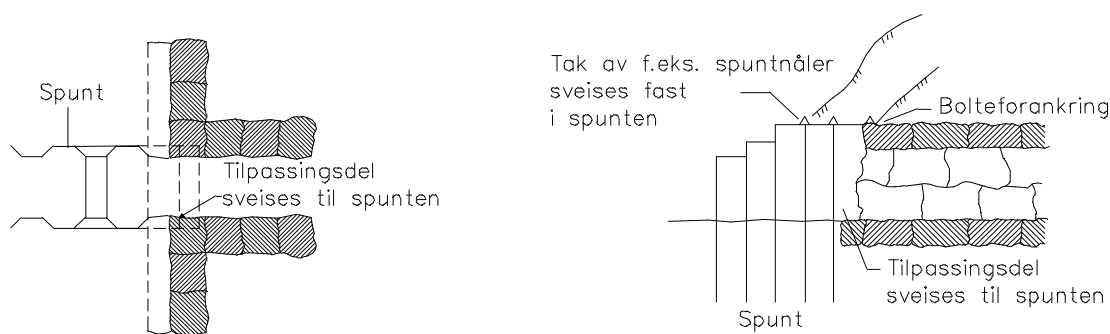 Spunt
Tilpassingsdel
sveises til spunten
Tak av f.eks. spuntnåler
sveises fast
i spunten
Bolteforankring
Tilpassingsdel
sveises til spunten
Spunt